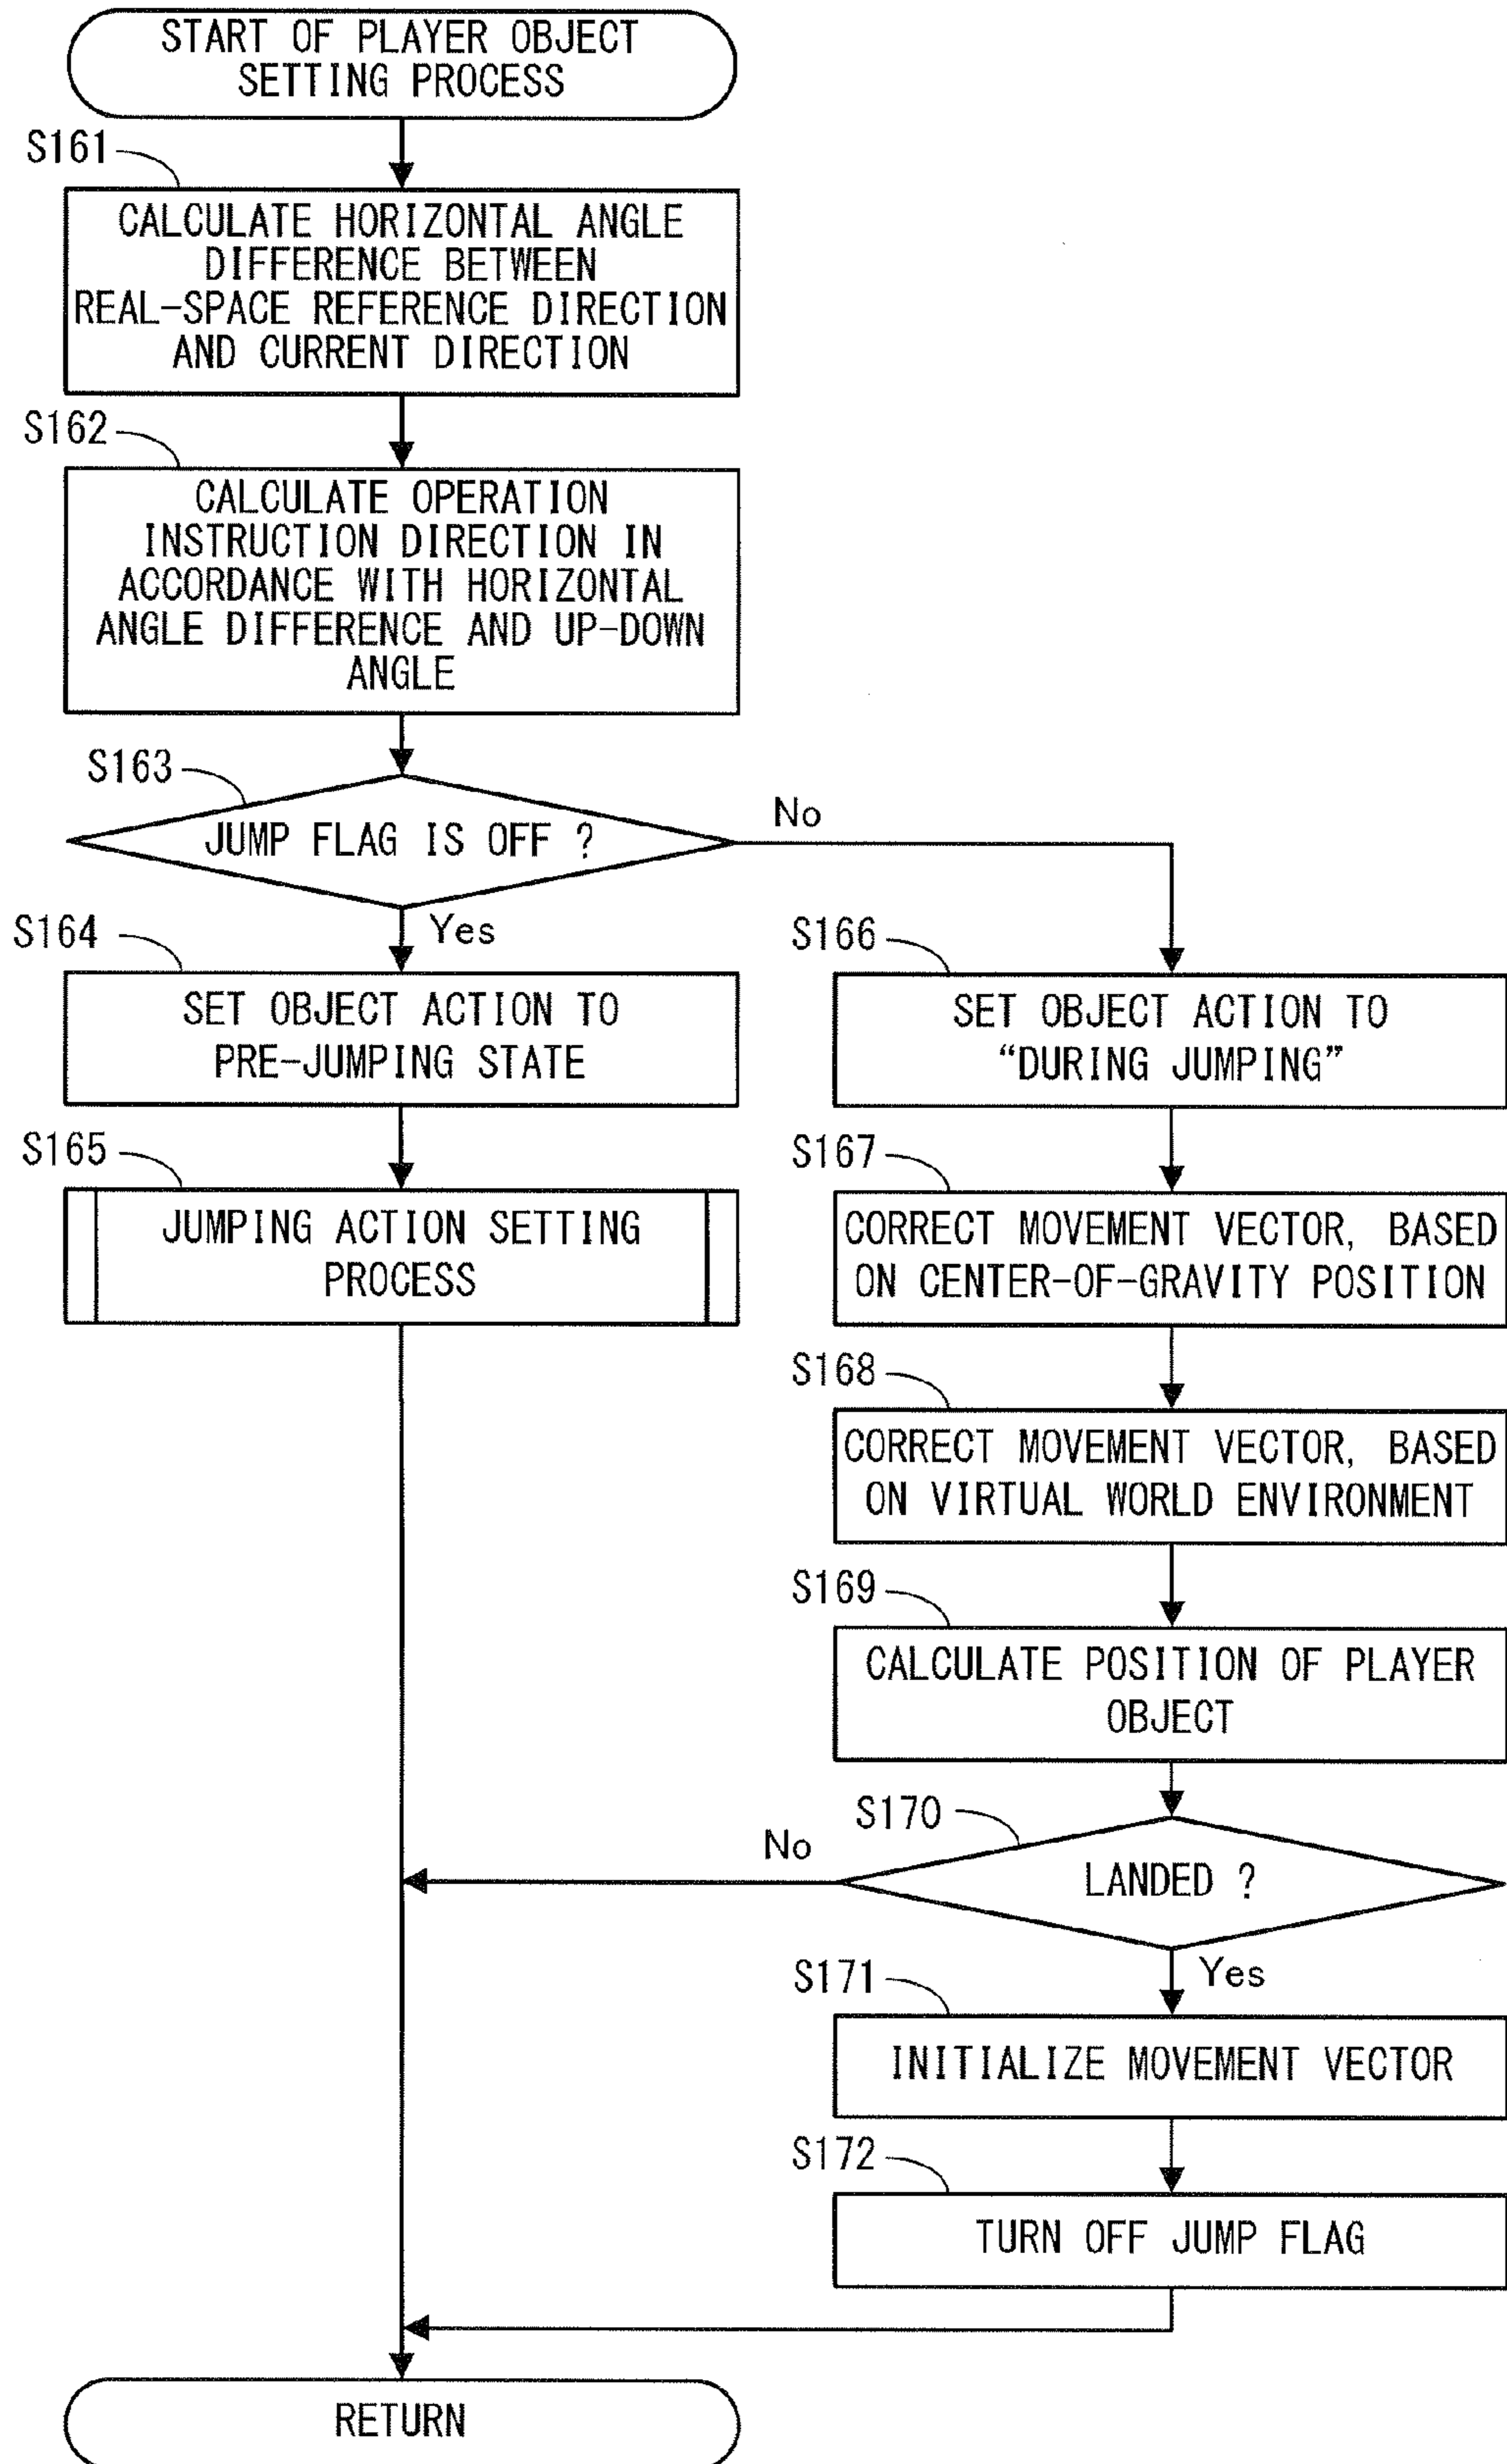 START OF PLAYER OBJECT
SETTING PROCESS
S161
CALCULATE HORIZONTAL ANGLE
DIFFERENCE BETWEEN
REAL-SPACE REFERENCE DIRECTION
AND CURRENT DIRECTION
S162
CALCULATE OPERATION
INSTRUCTION DIRECTION IN
ACCORDANCE WITH HORIZONTAL
ANGLE DIFFERENCE AND UP-DOWN
ANGLE
S163
JUMP FLAG IS OFF ?
No
Yes
S164
SET OBJECT ACTION TO
PRE-JUMPING STATE
S165
JUMPING ACTION SETTING
PROCESS
S166
SET OBJECT ACTION TO
“DURING JUMPING”
S167
CORRECT MOVEMENT VECTOR, BASED
ON CENTER-OF-GRAVITY POSITION
S168
CORRECT MOVEMENT VECTOR, BASED
ON VIRTUAL WORLD ENVIRONMENT
S169
CALCULATE POSITION OF PLAYER
OBJECT
S170
LANDED ?
No
Yes
S171
INITIALIZE MOVEMENT VECTOR
S172
TURN OFF JUMP FLAG
RETURN